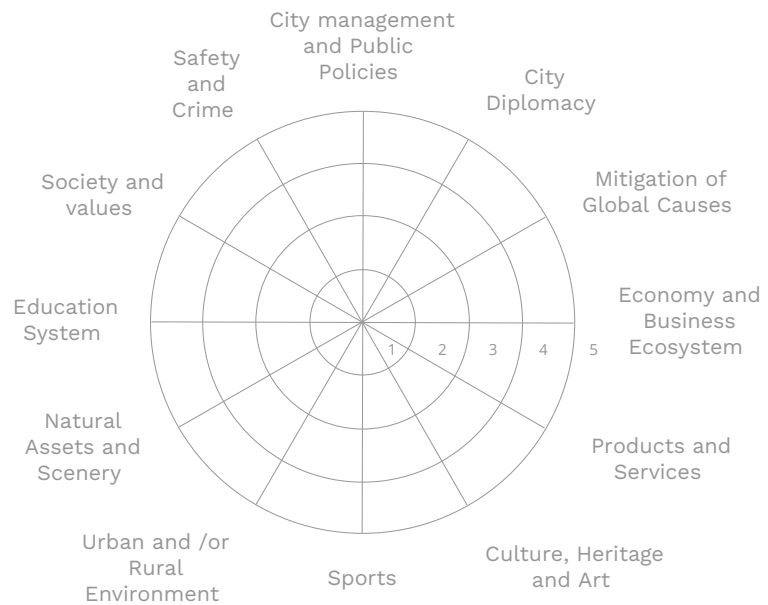 City management
and Public
Policies
City
Diplomacy
Mitigation of
Global Causes
Economy and
Business
Ecosystem
Products and
Services
Culture, Heritage
and Art
Sports
Urban and /or
Rural
Environment
Natural
Assets and
Scenery
Education
System
Society and
values
Safety
and
Crime
1 2 3 4 5